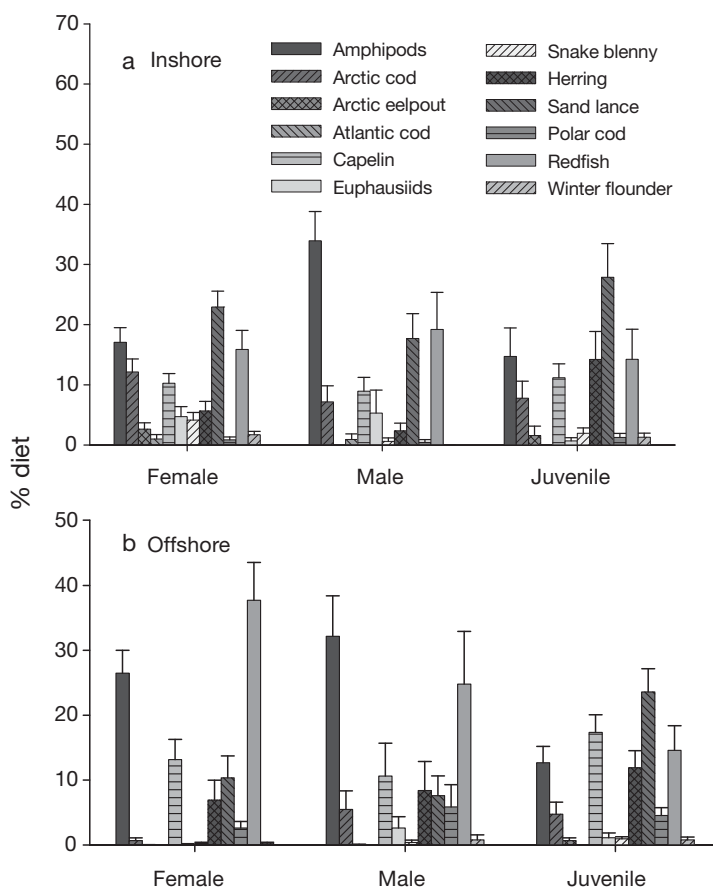 70
60
50
40
30
20
10
0
a Inshore
Amphipods
Arctic cod
Arctic eelpout
Atlantic cod
Capelin
Euphausiids
Snake blenny
Herring
Sand lance
Polar cod
Redfish
Winter flounder
Female Male Juvenile
% diet
50
40
30
20
10
0
b Offshore
Female Male Juvenile